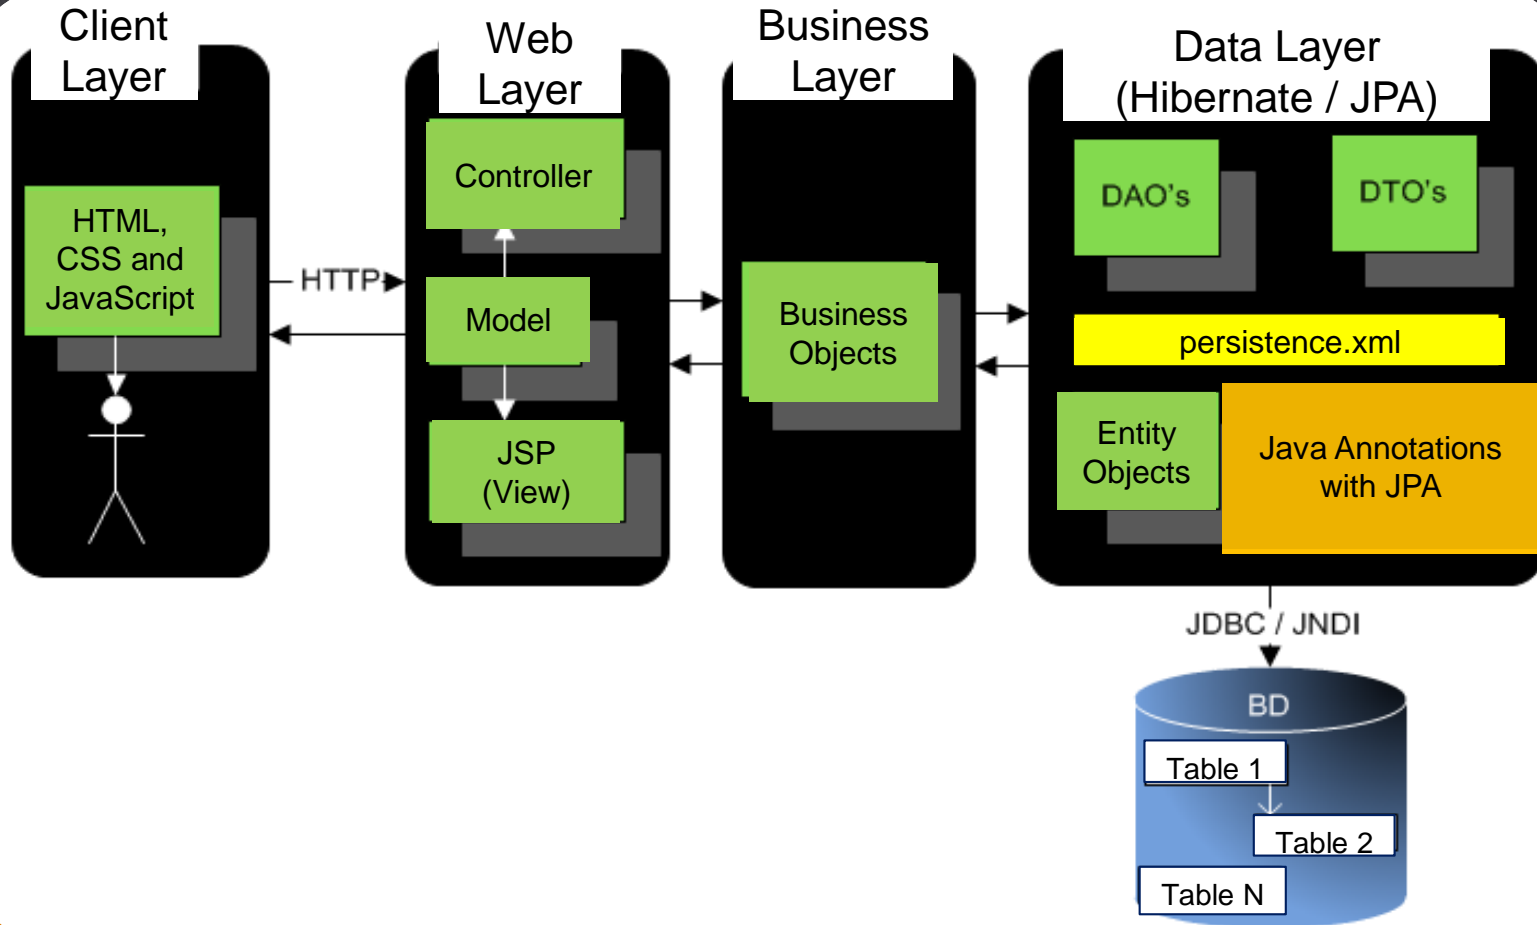 Client
Layer
Web
Layer
Business
Layer
Data Layer
(Hibernate / JPA)
HTML,
CSS and
JavaScript
HTTP
Controller
Model
JSP
(View)
Business
Objects
DAO's
DTO's
persistence.xml
Entity
Objects
Java Annotations
with JPA
JDBC / JNDI
BD
Table 1
Table 2
Table N